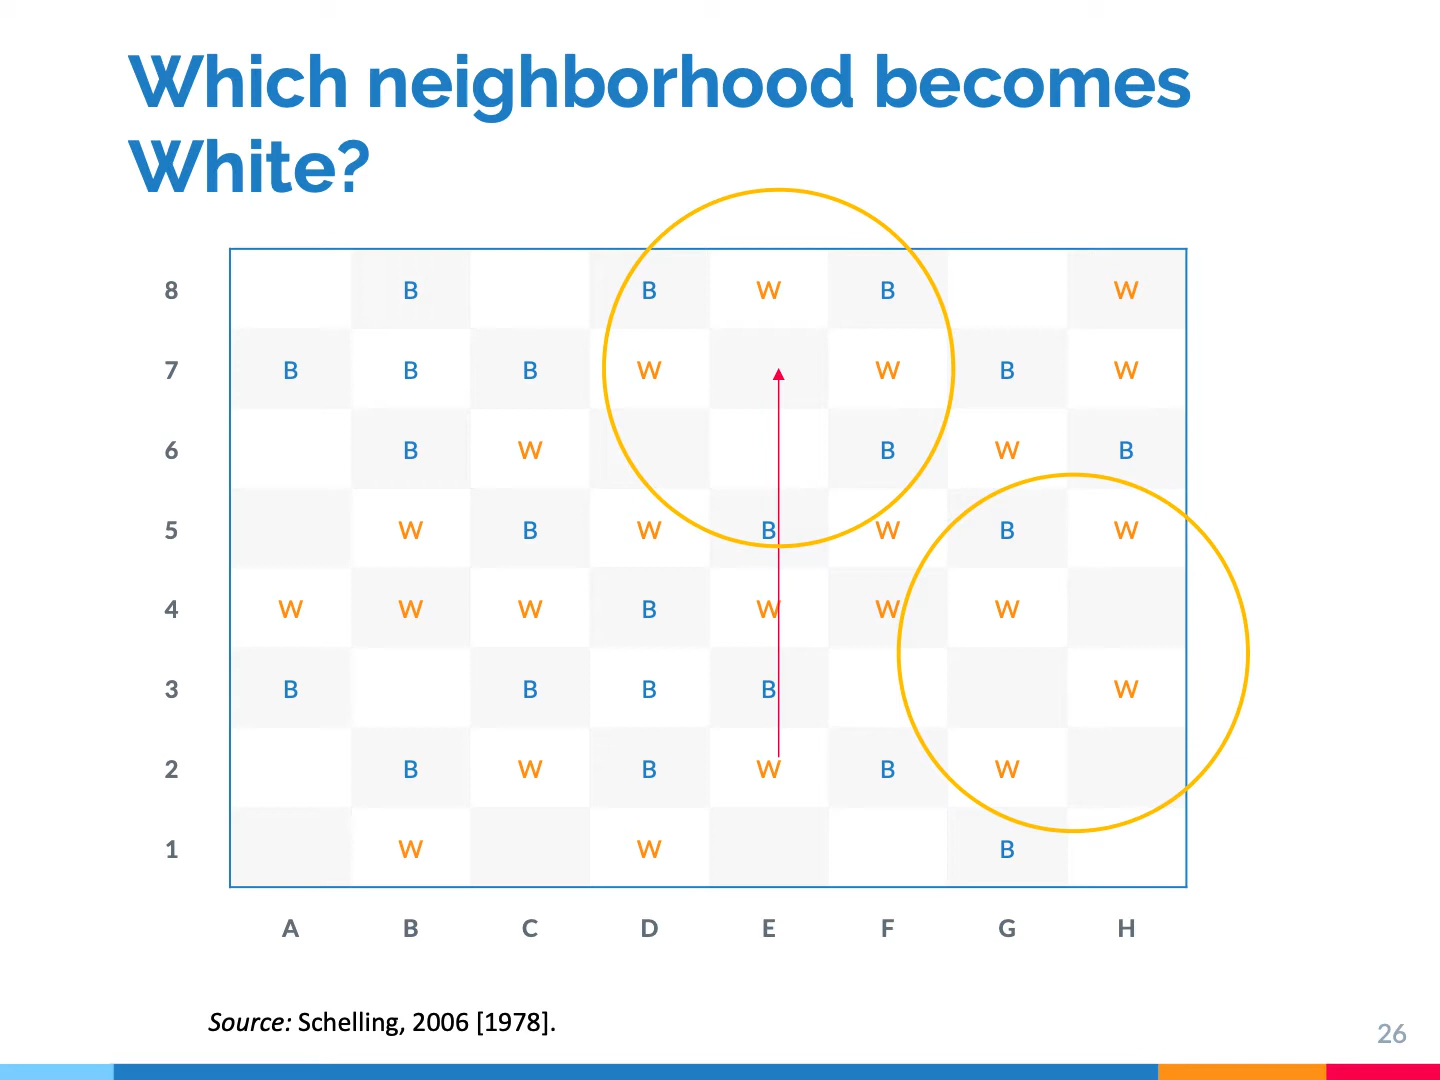 Which neighborhood becomes
White?
8 B B W B W
7 B B B W W B W
6 B W B W B
5 W B W B W B W
4 W W W B W W W
3 B B B B W
2 B W B W B W
1 W W B
A B C D E F G H
Source: Schelling, 2006 [1978].
26